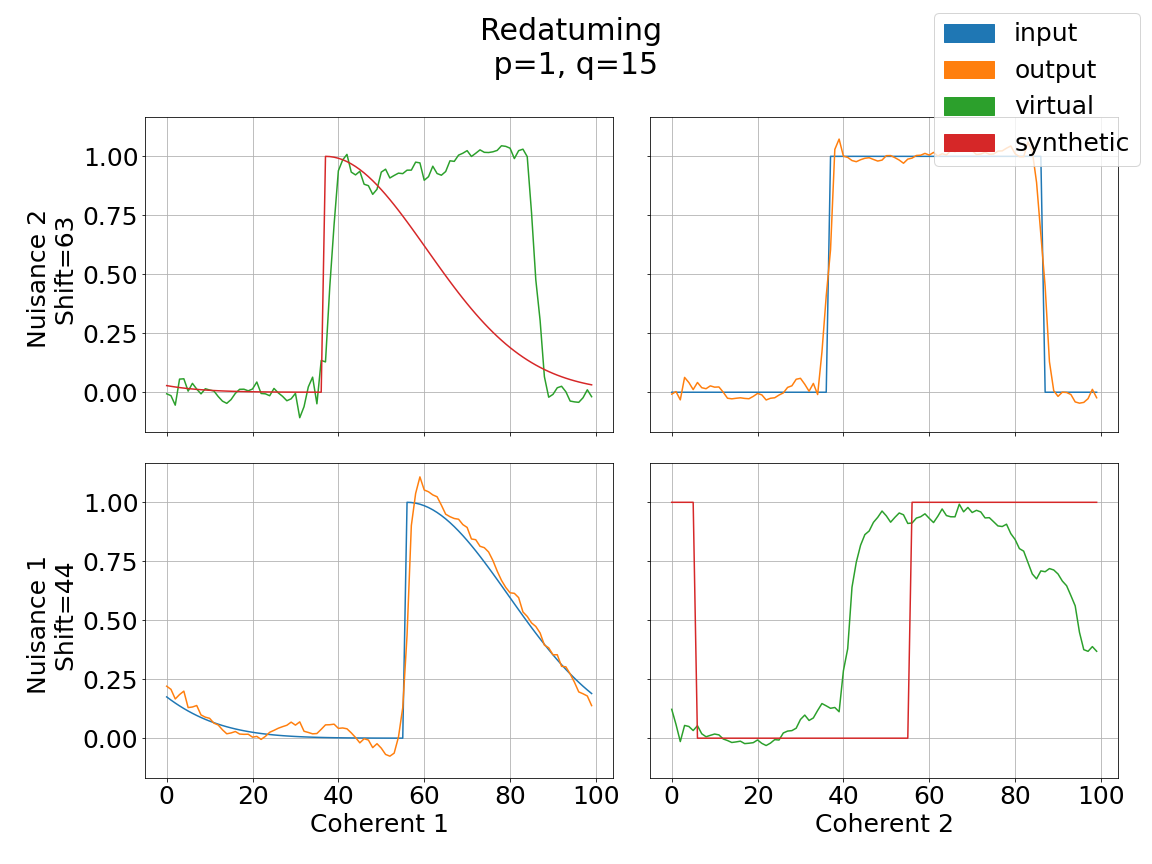 Redatuming
p=1, q=15
input
output
virtual
synthetic
Nuisance 2
Shift=63
1.00
0.75
0.50
0.25
0.00
Nuisance 1
Shift=44
1.00
0.75
0.50
0.25
0.00
0 20 40 60 80 100
Coherent 1
0 20 40 60 80 100
Coherent 2